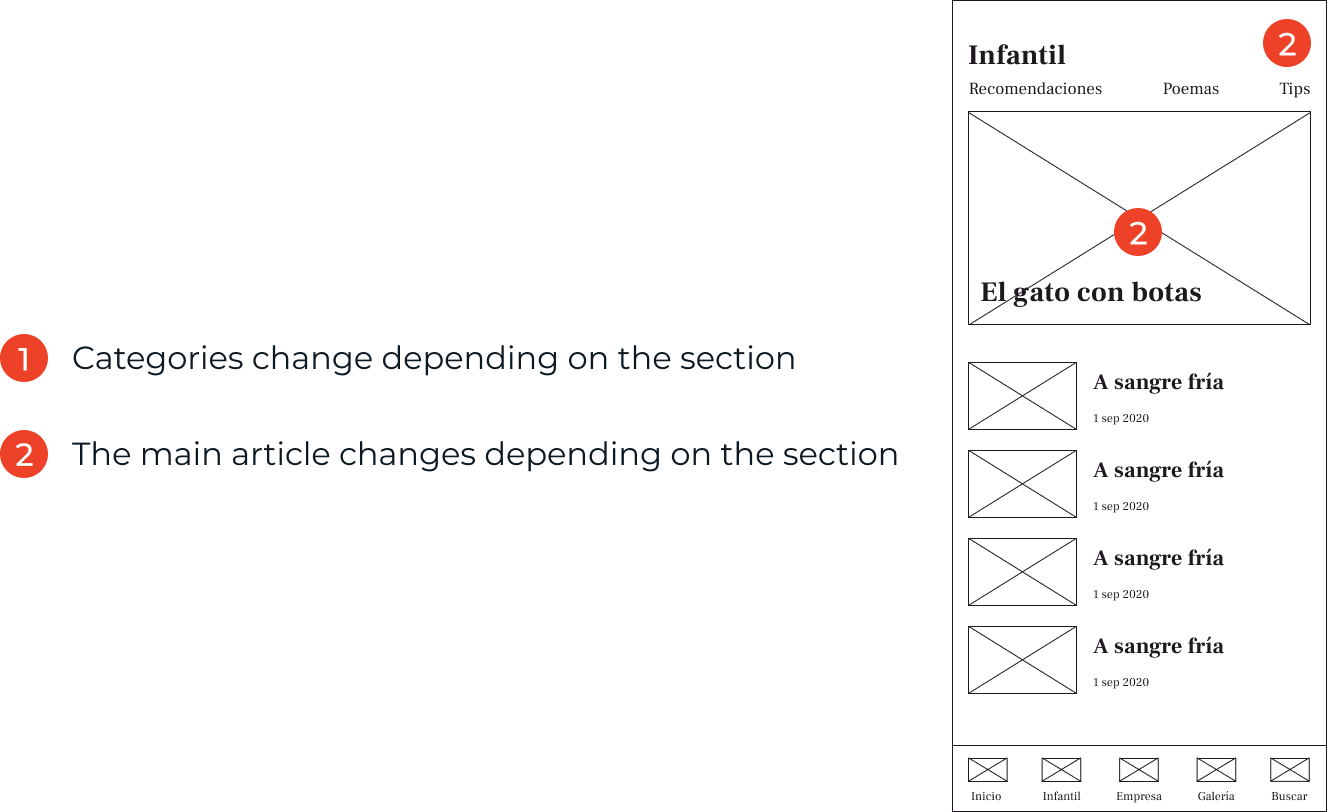 1 Categories change depending on the section
2 The main article changes depending on the section
Infantil
2
Recomendaciones Poemas Tips
2
El gato con botas
A sangre fría
1 sep 2020
A sangre fría
1 sep 2020
A sangre fría
1 sep 2020
A sangre fría
1 sep 2020
Inicio Infantil Empresa Galería Buscar